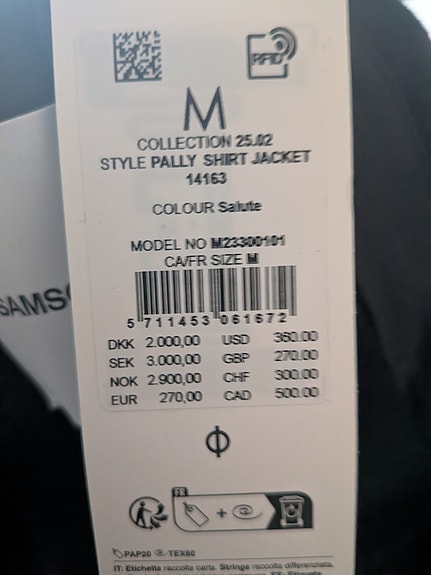 RFID
M
COLLECTION 25.02
STYLE PALLY SHIRT JACKET
14163
COLOUR Salute
MODEL NO M23300101
CA/FR SIZE M
5 711453 061672
DKK 2.000,00 USD 360.00
SEK 3.000,00 GBP 270.00
NOK 2.900,00 CHF 300.00
EUR 270,00 CAD 500.00
SAMS
FR
+
PAP20 TEX60
IT: Etichetta raccolta carta. Stringa raccolta differenziata.